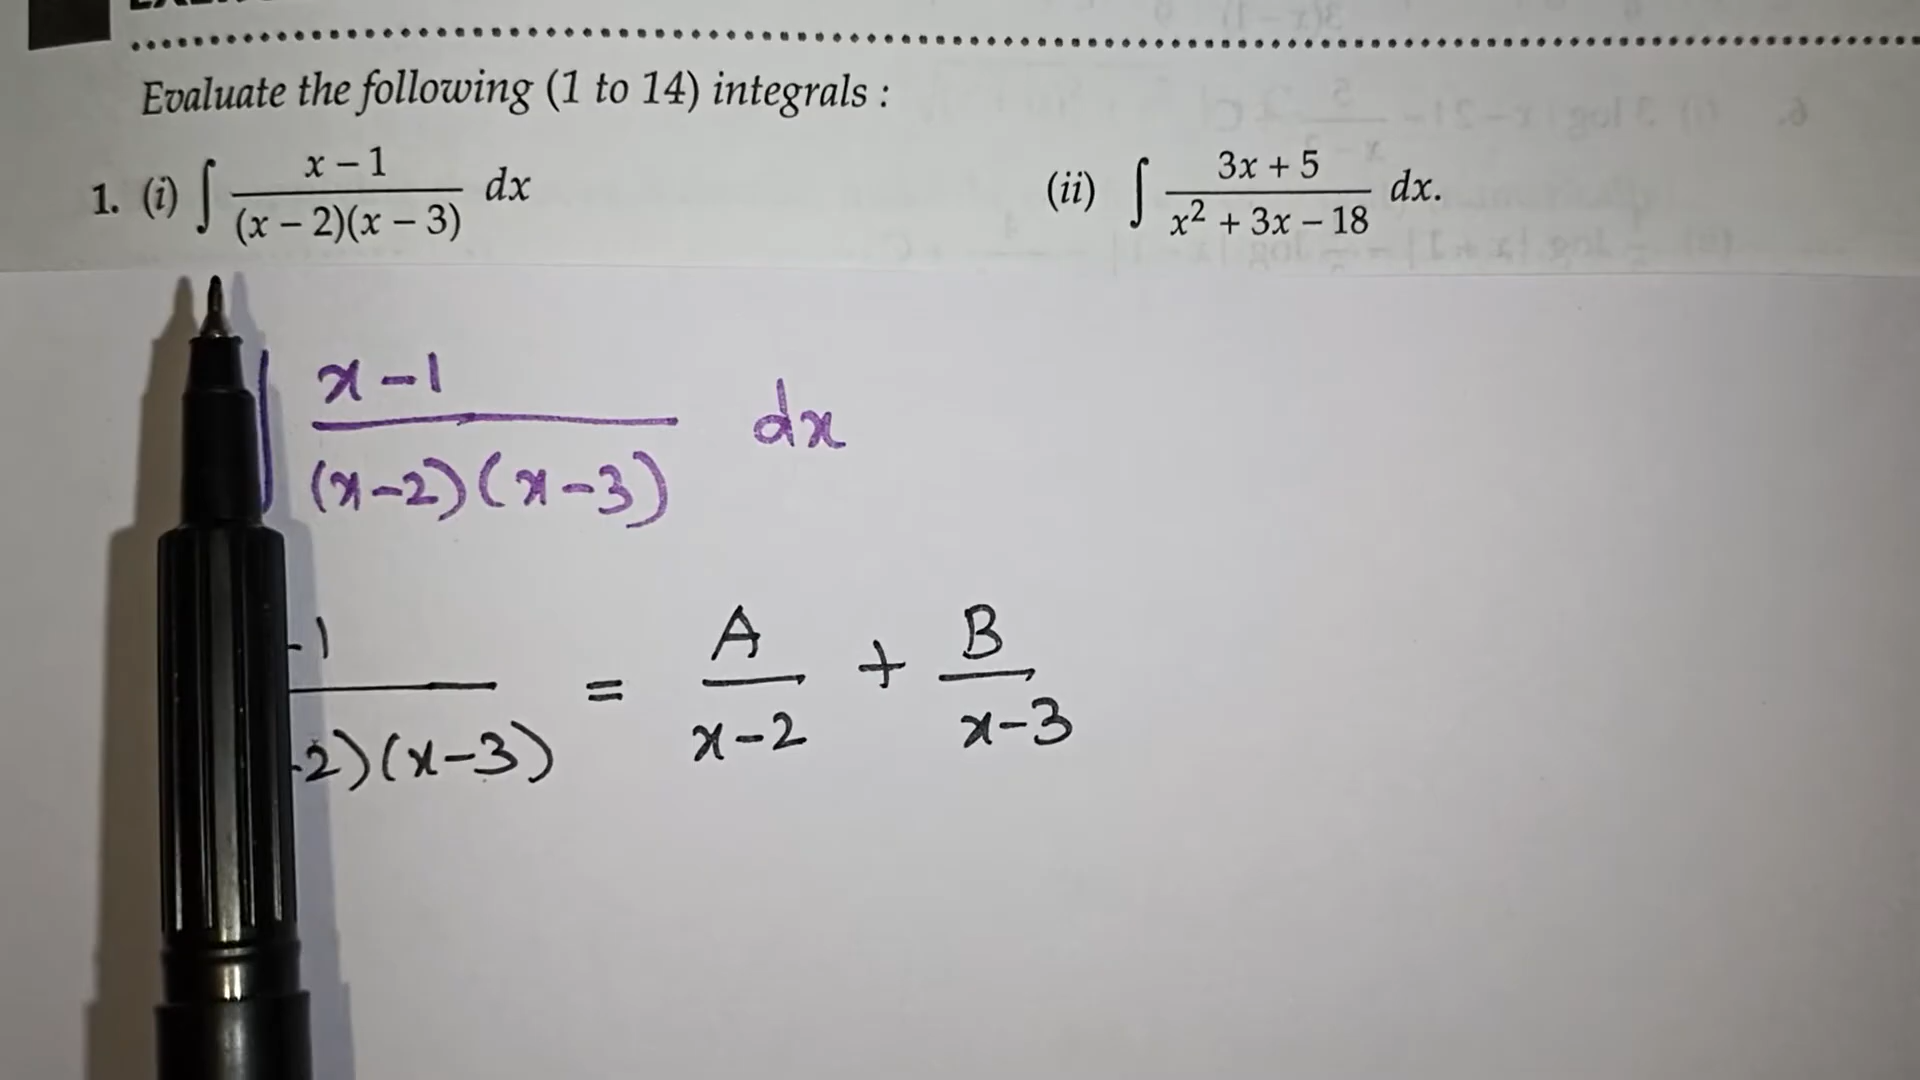 Evaluate the following (1 to 14) integrals :
1. (i) ∫ x – 1 / (x – 2)(x – 3) dx
(ii) ∫ 3x + 5 / x² + 3x – 18 dx.
∫ x-1 / (x-2)(x-3) dx
-1 / -2)(x-3) = A / x-2 + B / x-3